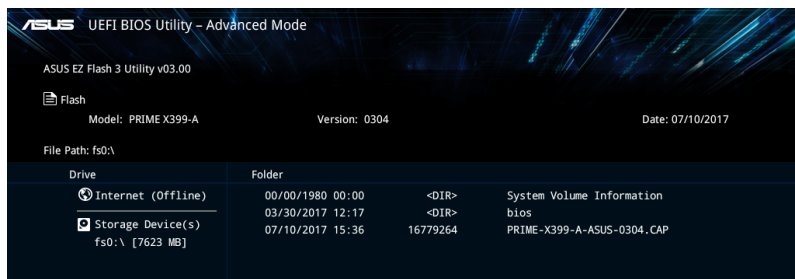 ASUS UEFI BIOS Utility – Advanced Mode
ASUS EZ Flash 3 Utility v03.00
Flash
Model: PRIME X399-A Version: 0304 Date: 07/10/2017
File Path: fs0:\
Drive Folder
Internet (Offline) 00/00/1980 00:00 <DIR> System Volume Information
03/30/2017 12:17 <DIR> bios
Storage Device(s) 07/10/2017 15:36 16779264 PRIME-X399-A-ASUS-0304.CAP
fs0:\ [7623 MB]